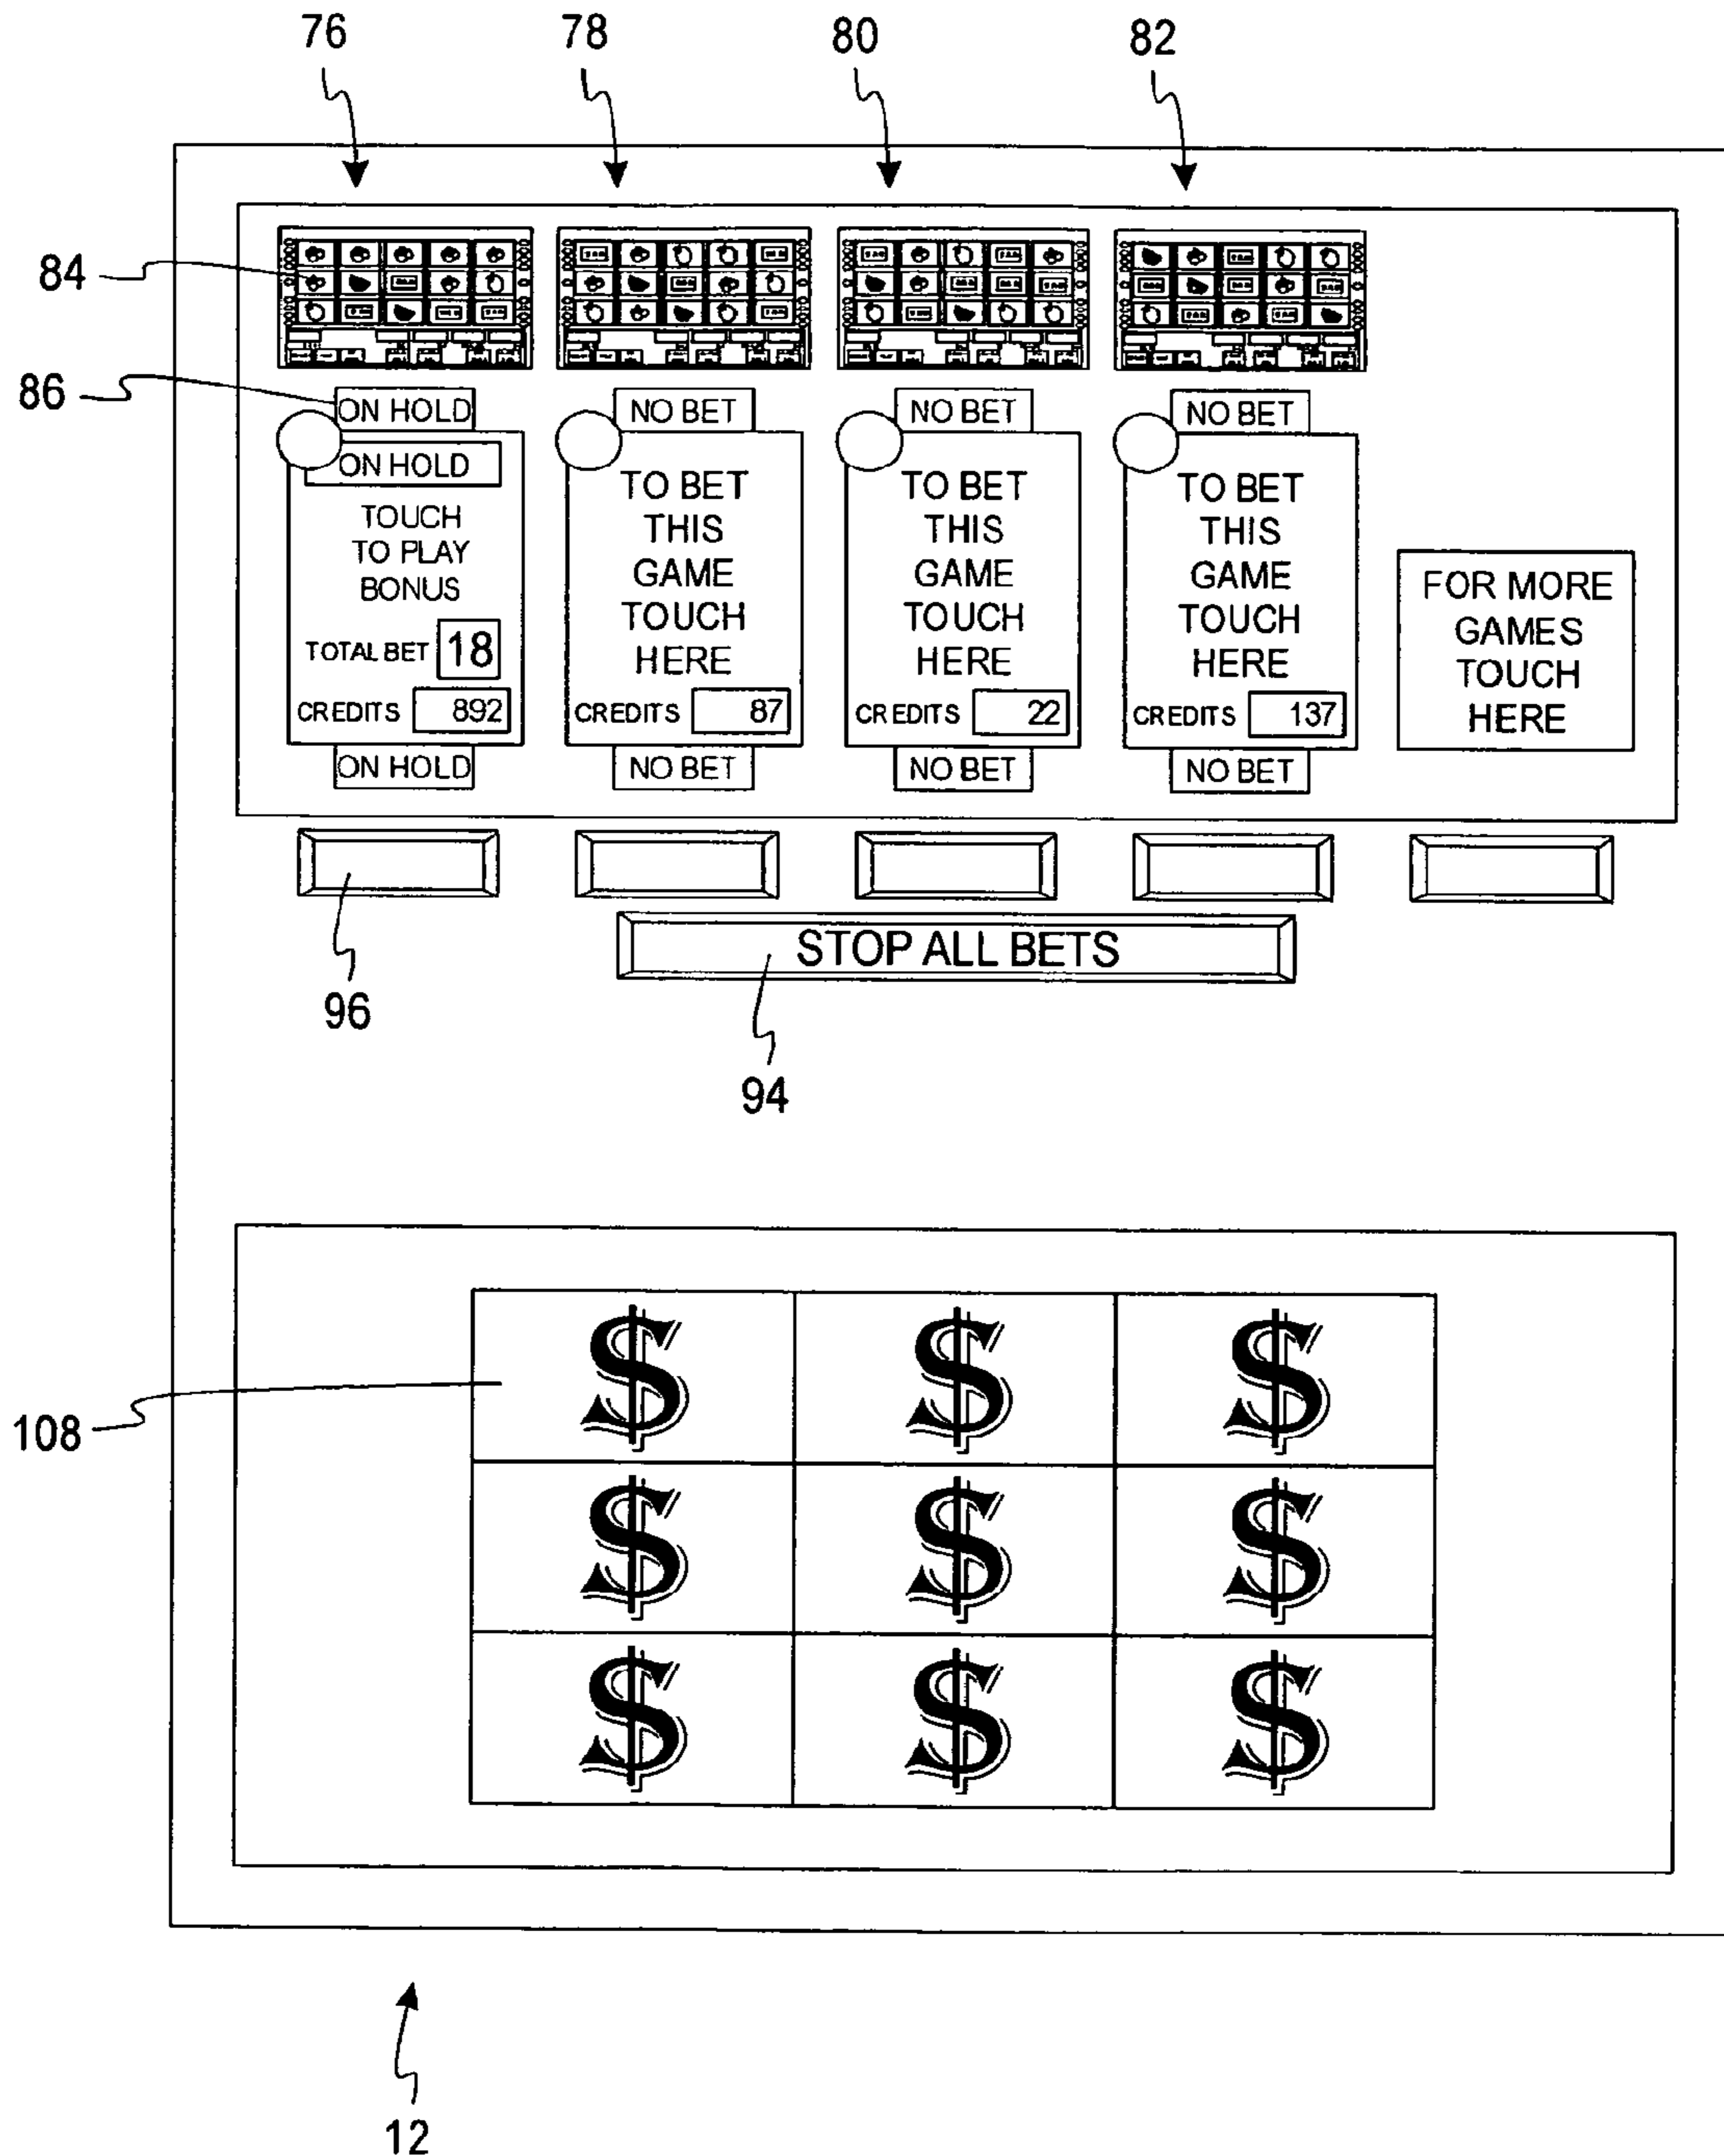 76 78 80 82
84
86
ON HOLD NO BET NO BET NO BET
ON HOLD
TOUCH
TO PLAY
BONUS
TOTAL BET 18
CREDITS 892
ON HOLD
TO BET
THIS
GAME
TOUCH
HERE
CREDITS 87
NO BET
TO BET
THIS
GAME
TOUCH
HERE
CREDITS 22
NO BET
TO BET
THIS
GAME
TOUCH
HERE
CREDITS 137
NO BET
FOR MORE
GAMES
TOUCH
HERE
STOP ALL BETS
96
94
$ $ $
108
$ $ $
$ $ $
12